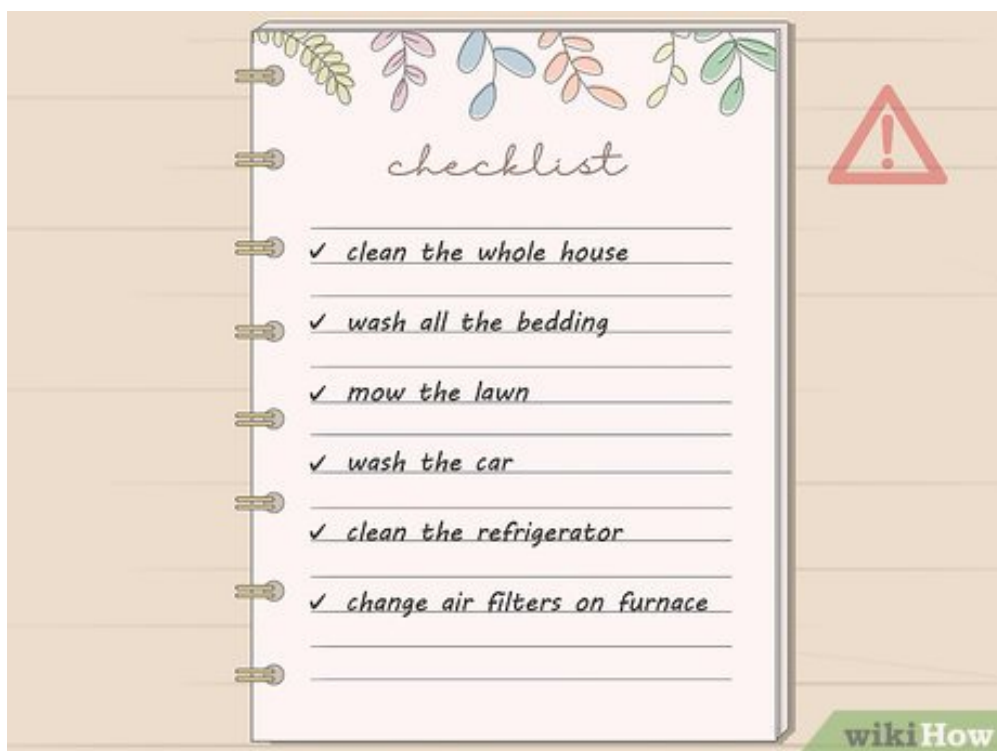 checklist
✓ clean the whole house
✓ wash all the bedding
✓ mow the lawn
✓ wash the car
✓ clean the refrigerator
✓ change air filters on furnace
wikiHow